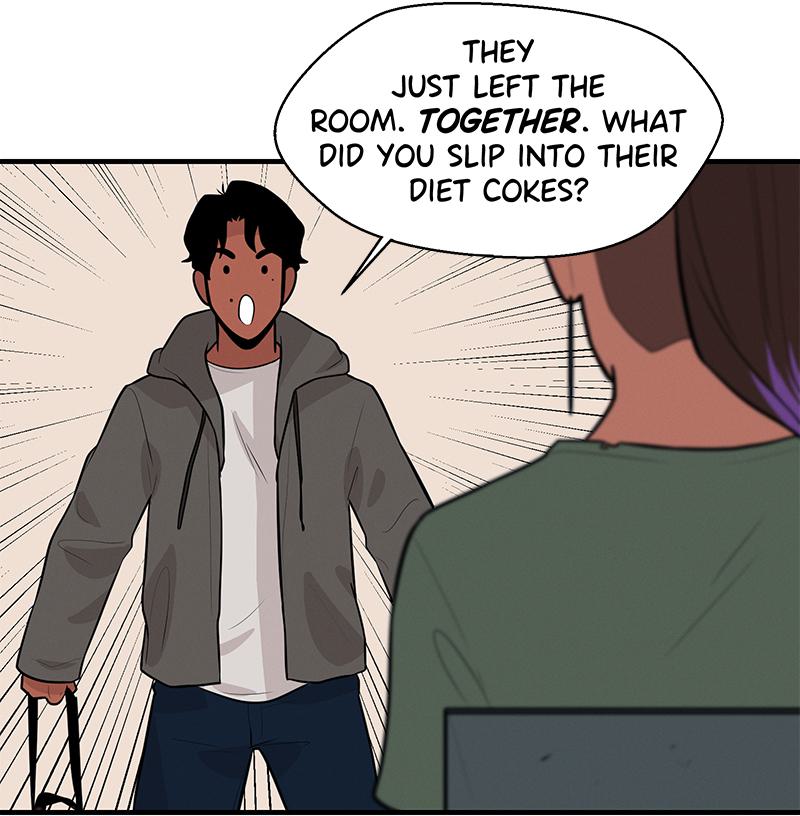 THEY
JUST LEFT THE
ROOM. TOGETHER. WHAT
DID YOU SLIP INTO THEIR
DIET COKES?